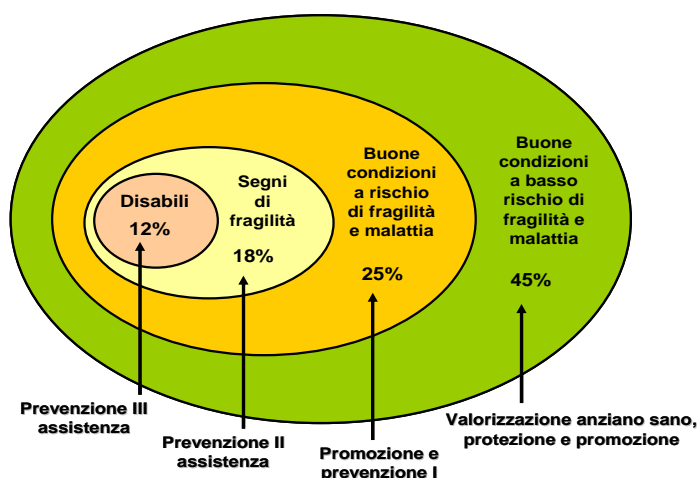 Disabili
12%
Segni
di
fragilità
18%
Buone
condizioni
a rischio
di fragilità
e malattia
25%
Buone
condizioni
a basso
rischio di
fragilità e
malattia
45%
Prevenzione III
assistenza
Prevenzione II
assistenza
Promozione e
prevenzione I
Valorizzazione anziano sano,
protezione e promozione